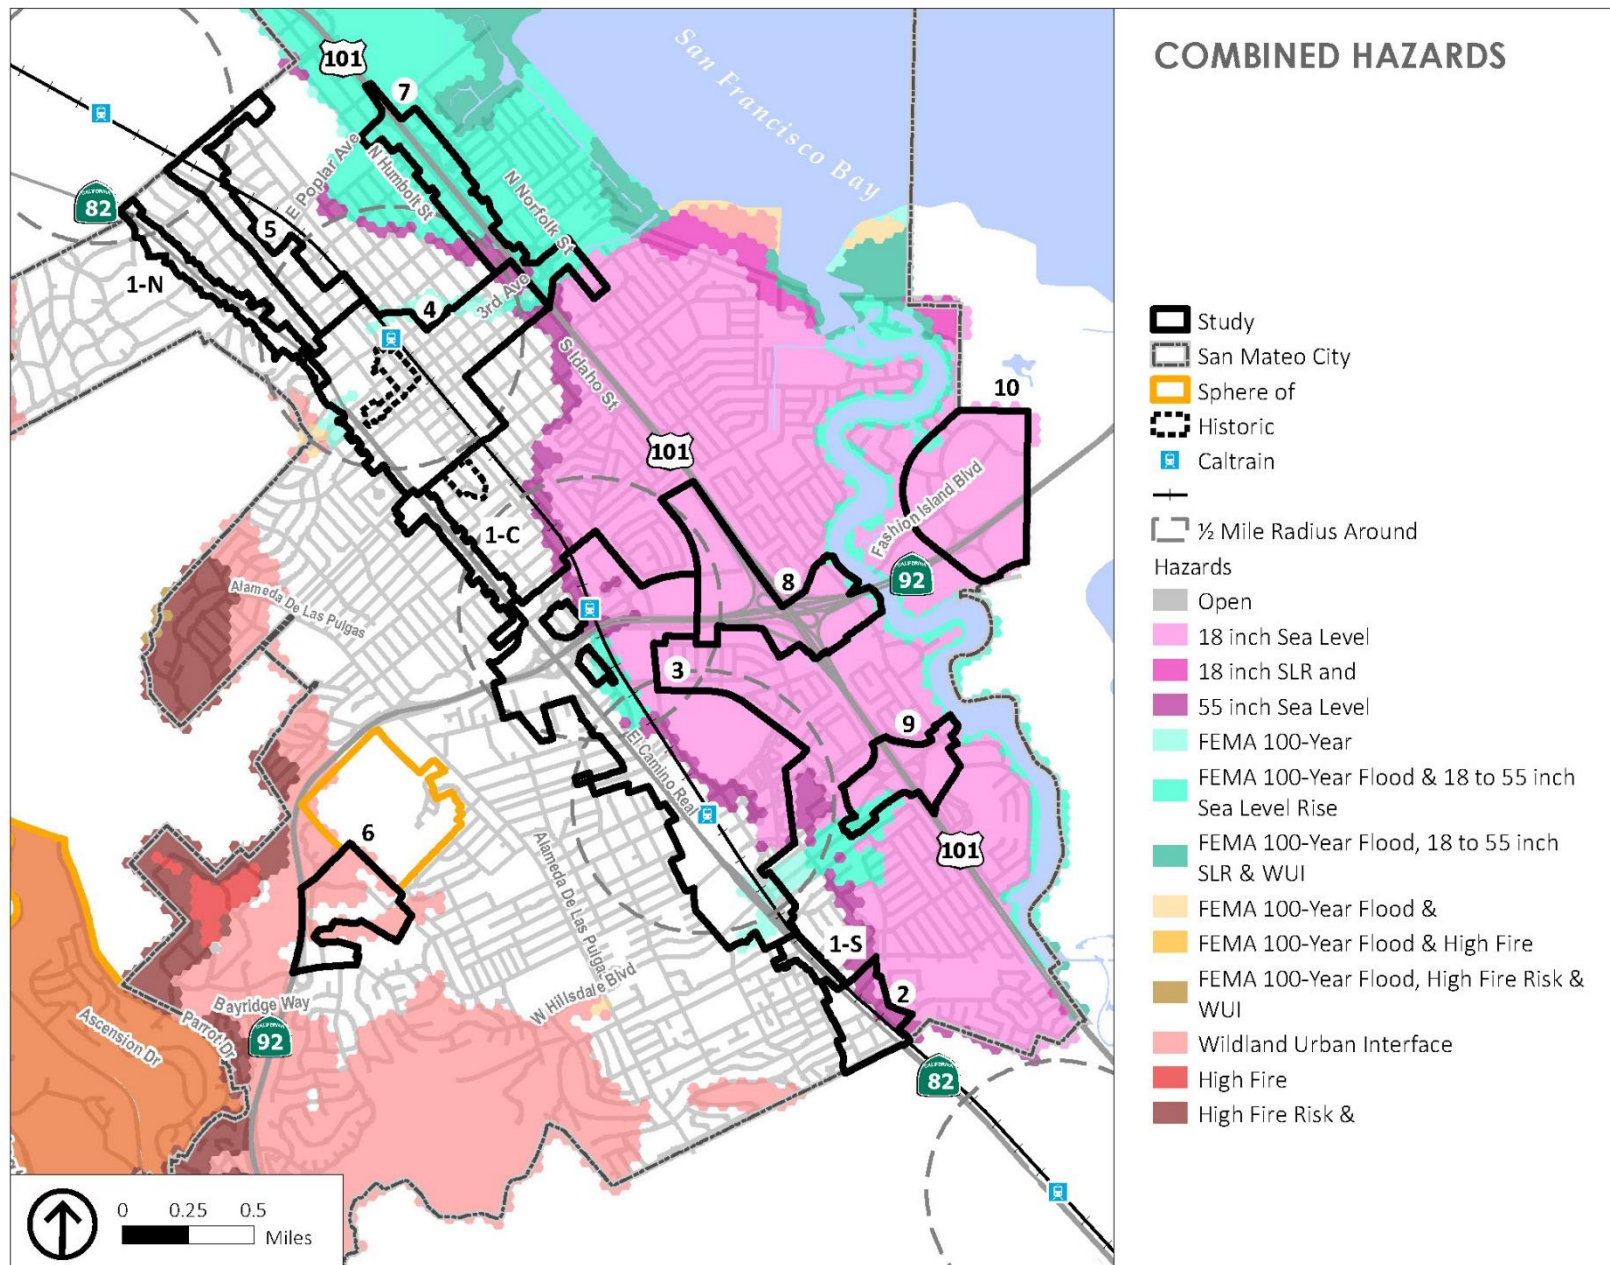 COMBINED HAZARDS
San Francisco Bay
101
7
82
5
E Poplar Ave
N Humbolt St
N Norfolk St
1-N
4
3rd Ave
S Idaho St
101
10
Fashion Island Blvd
1-C
8
92
Alameda De Las Pulgas
3
9
El Camino Real
6
101
Alameda De Las Pulgas
1-S
W Hillsdale Blvd
2
Bayridge Way
Parrot Dr
Ascension Dr
92
82
0 0.25 0.5
Miles
Study
San Mateo City
Sphere of
Historic
Caltrain
½ Mile Radius Around
Hazards
Open
18 inch Sea Level
18 inch SLR and
55 inch Sea Level
FEMA 100-Year
FEMA 100-Year Flood & 18 to 55 inch
Sea Level Rise
FEMA 100-Year Flood, 18 to 55 inch
SLR & WUI
FEMA 100-Year Flood &
FEMA 100-Year Flood & High Fire
FEMA 100-Year Flood, High Fire Risk &
WUI
Wildland Urban Interface
High Fire
High Fire Risk &